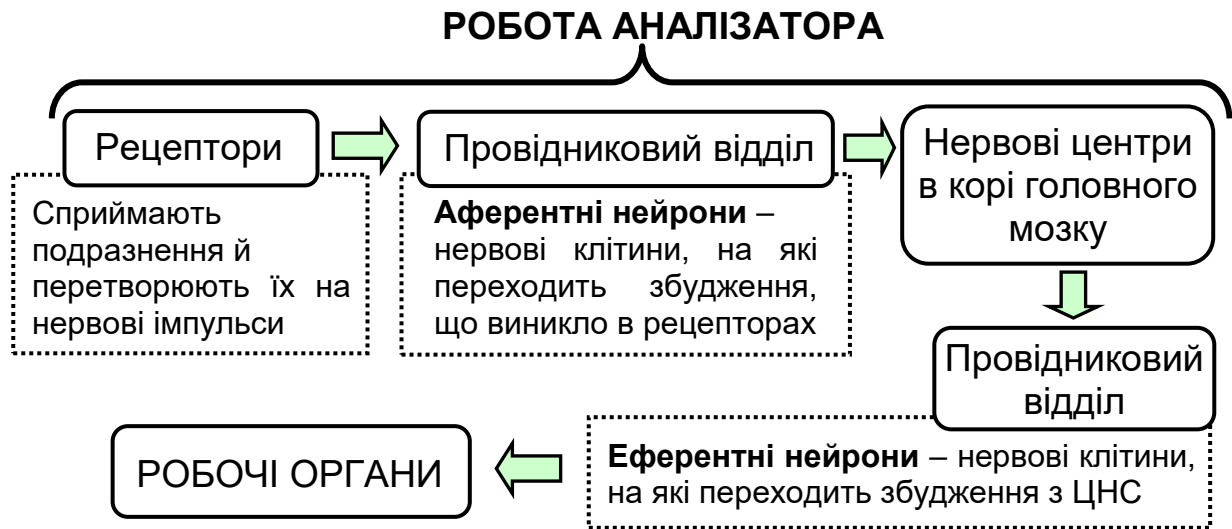 РОБОТА АНАЛІЗАТОРА
Рецептори
Сприймають
подразнення й
перетворюють їх на
нервові імпульси
Провідниковий відділ
Аферентні нейрони –
нервові клітини, на які
переходить збудження,
що виникло в рецепторах
Нервові центри
в корі головного
мозку
Провідниковий
відділ
Еферентні нейрони – нервові клітини,
на які переходить збудження з ЦНС
РОБОЧІ ОРГАНИ